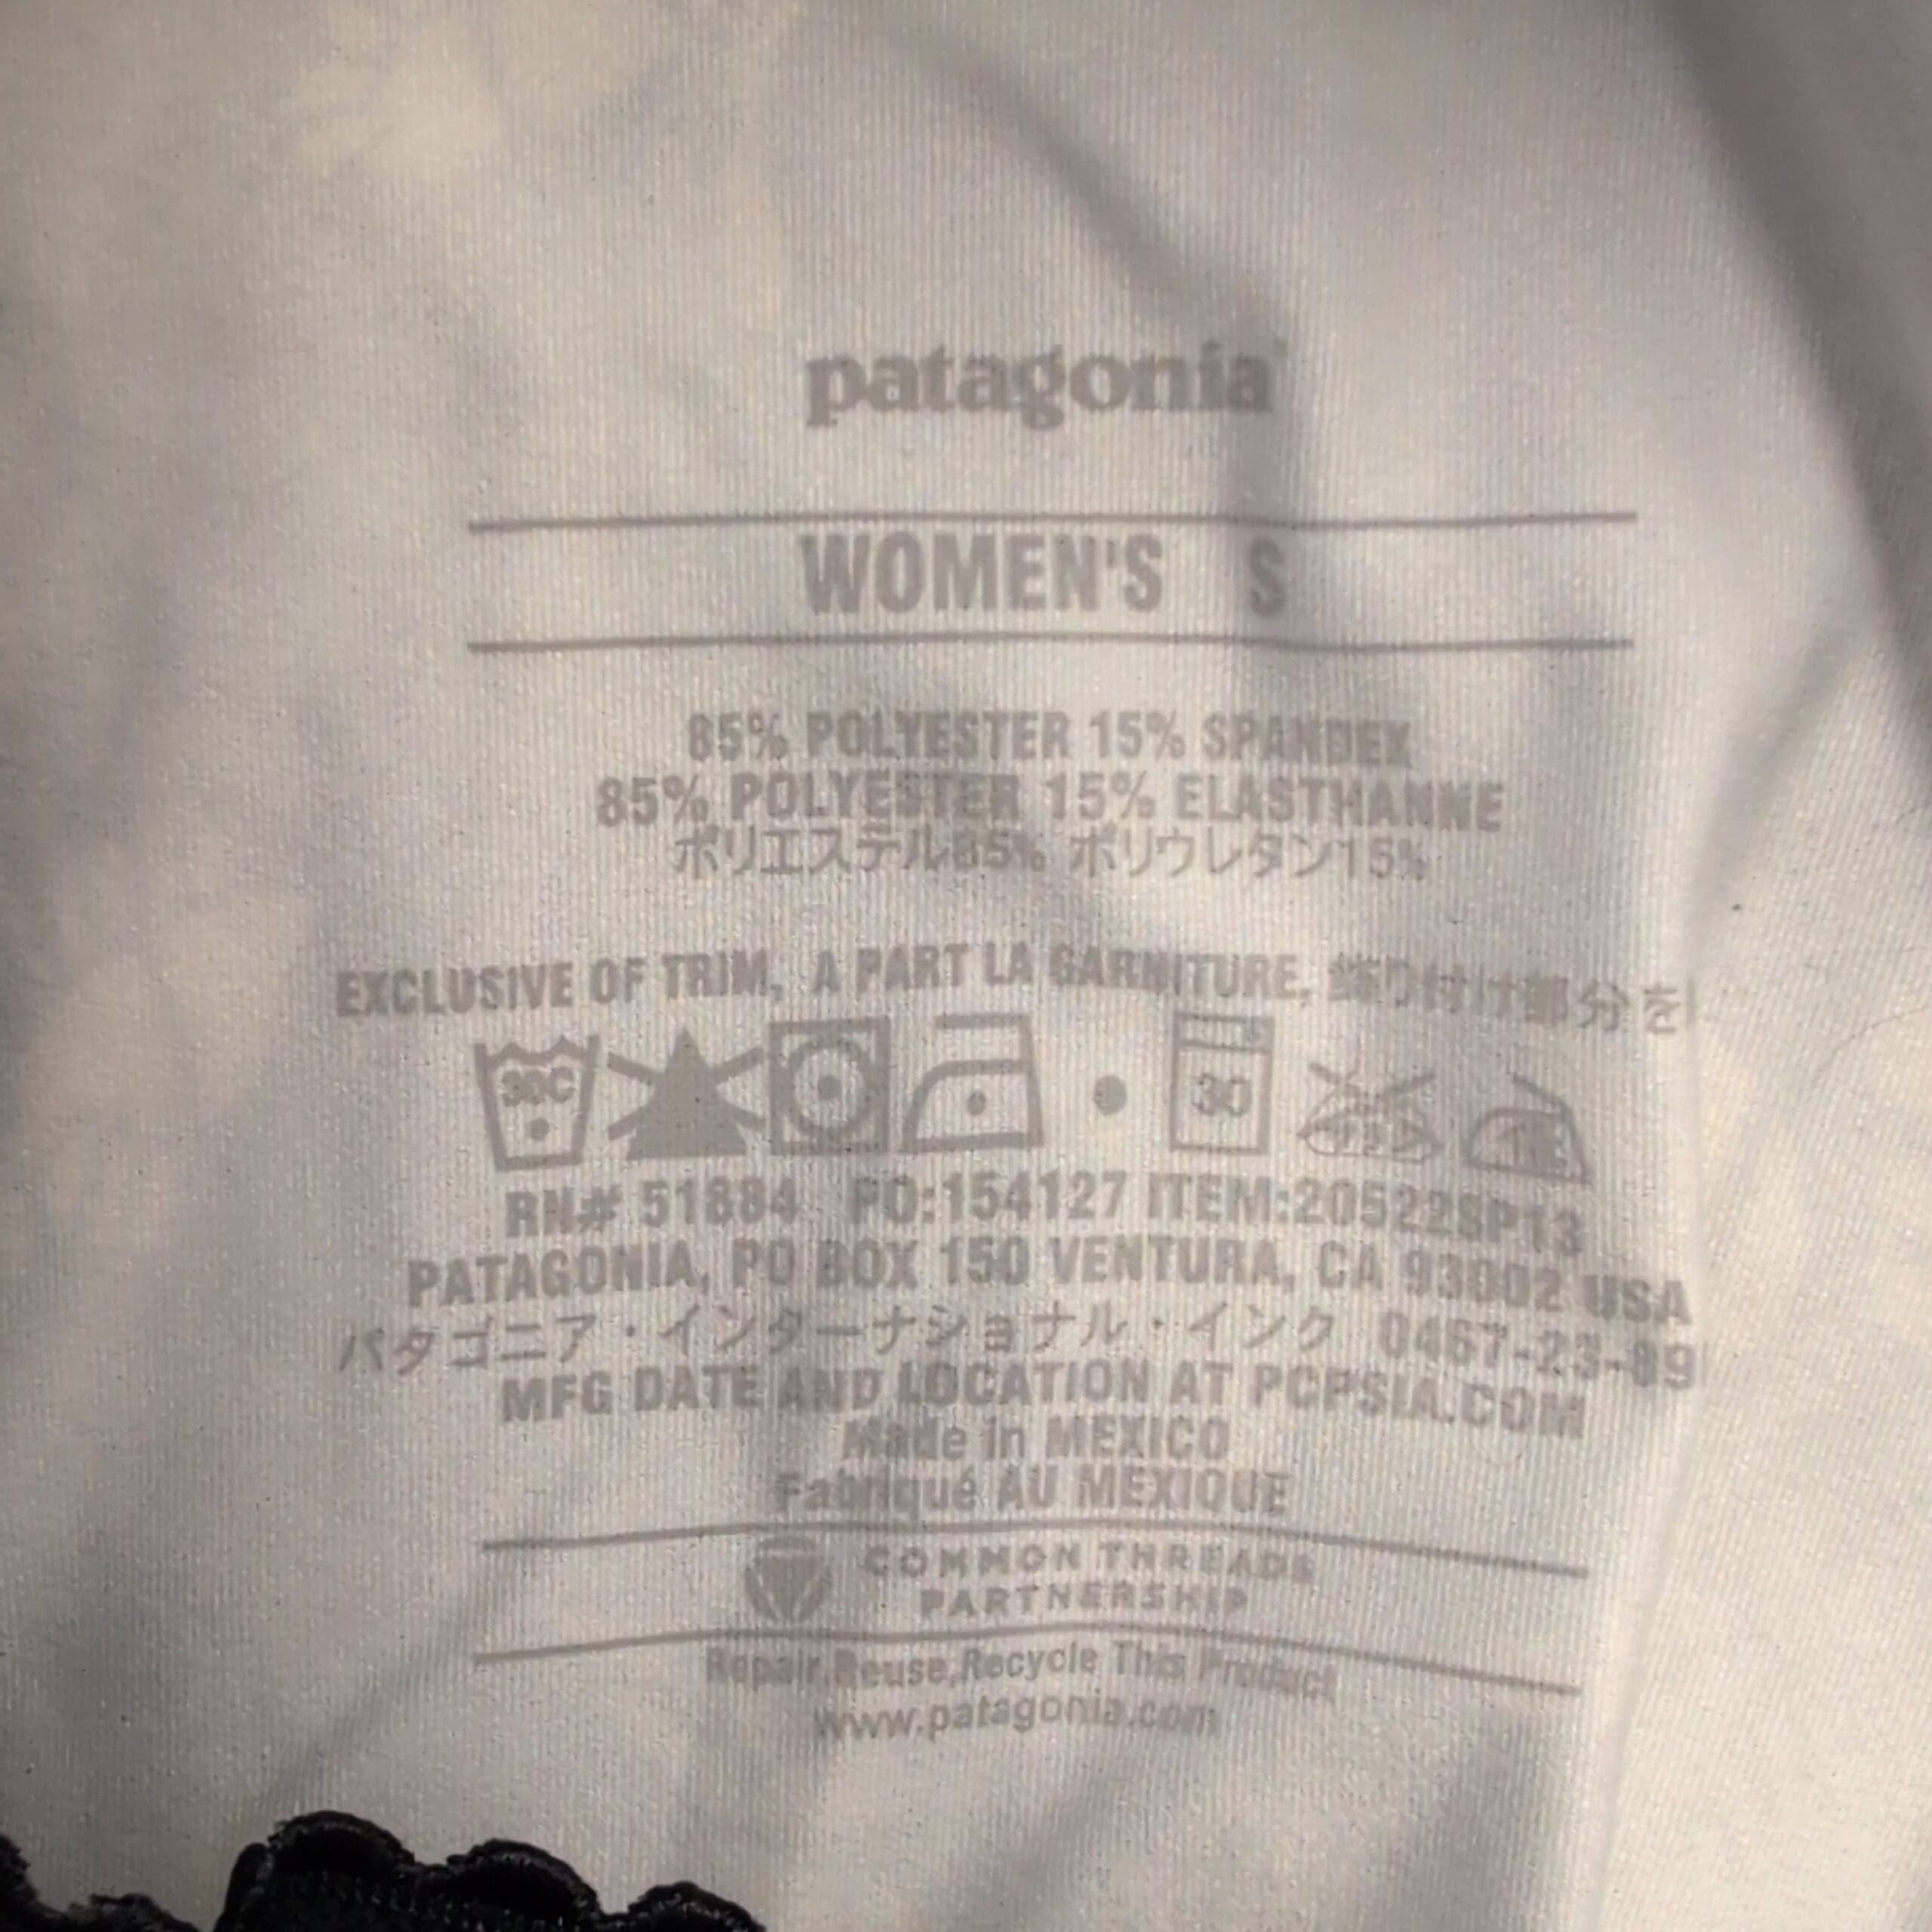 patagonia
WOMEN'S S
85% POLYESTER 15% SPANDEX
85% POLYESTER 15% ELASTHANNE
ポリエステル85% ポリウレタン15%
EXCLUSIVE OF TRIM, A PART LA GARNITURE, 飾り付け部分を
30C 30
RN# 51884 PO:154127 ITEM:20522SP13
PATAGONIA, PO BOX 150 VENTURA, CA 93002 USA
パタゴニア・インターナショナル・インク 0467-23-89
MFG DATE AND LOCATION AT PCPSIA.COM
Made in MEXICO
Fabriqué AU MEXIQUE
COMMON THREADS
PARTNERSHIP
Repair,Reuse,Recycle This Product
www.patagonia.com